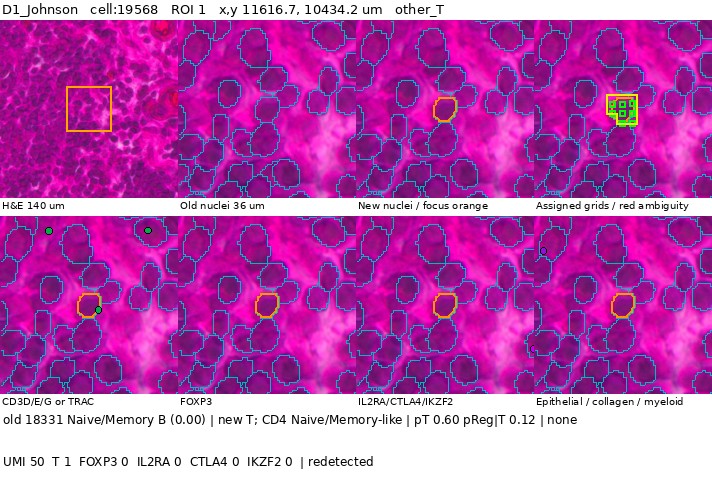 D1_Johnson cell:19568 ROI 1 x,y 11616.7, 10434.2 um other_T
H&E 140 um
Old nuclei 36 um
New nuclei / focus orange
Assigned grids / red ambiguity
CD3D/E/G or TRAC
FOXP3
IL2RA/CTLA4/IKZF2
Epithelial / collagen / myeloid
old 18331 Naive/Memory B (0.00) | new T; CD4 Naive/Memory-like | pT 0.60 pReg|T 0.12 | none
UMI 50 T 1 FOXP3 0 IL2RA 0 CTLA4 0 IKZF2 0 | redetected